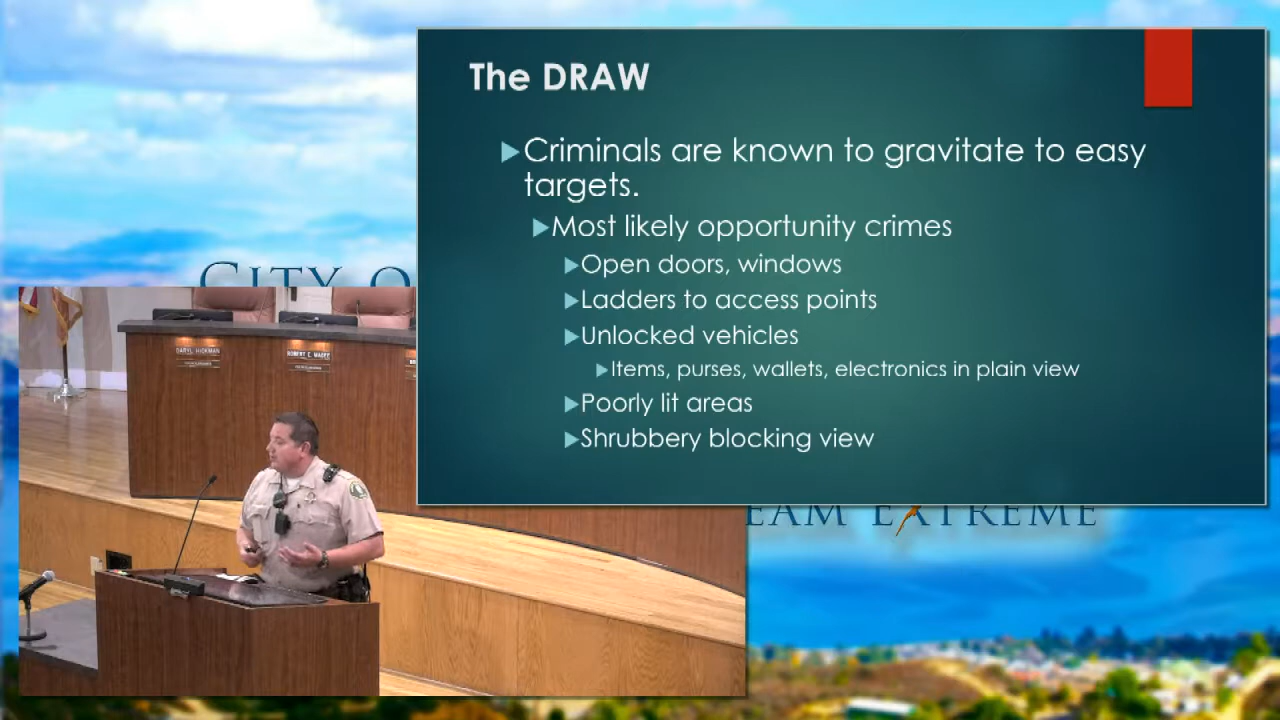 The DRAW
Criminals are known to gravitate to easy
targets.
Most likely opportunity crimes
Open doors, windows
Ladders to access points
Unlocked vehicles
Items, purses, wallets, electronics in plain view
Poorly lit areas
Shrubbery blocking view
CITY O
DARYL HICKMAN
ROBERT E. MAGEE
EAM EXTREME